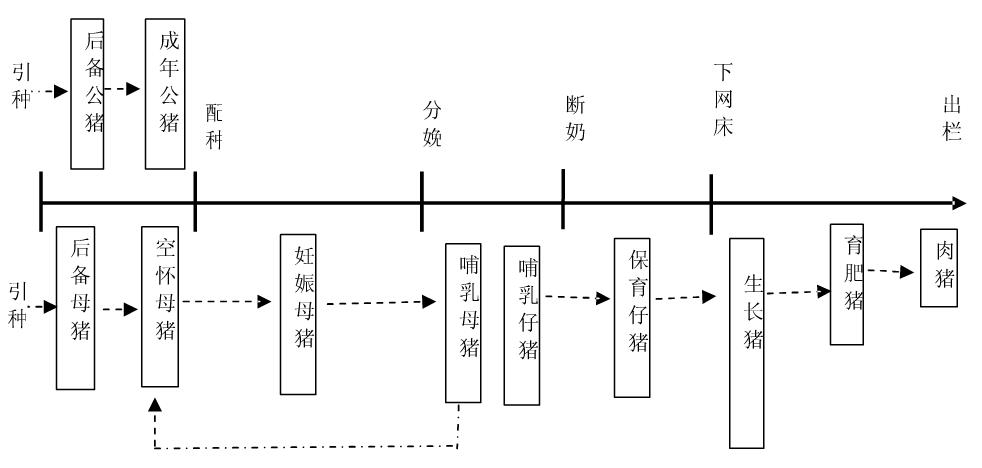 引种
后备公猪
成年公猪
配种
分娩
断奶
下网床
出栏
引种
后备母猪
空怀母猪
妊娠母猪
哺乳母猪
哺乳仔猪
保育仔猪
生长猪
育肥猪
肉猪